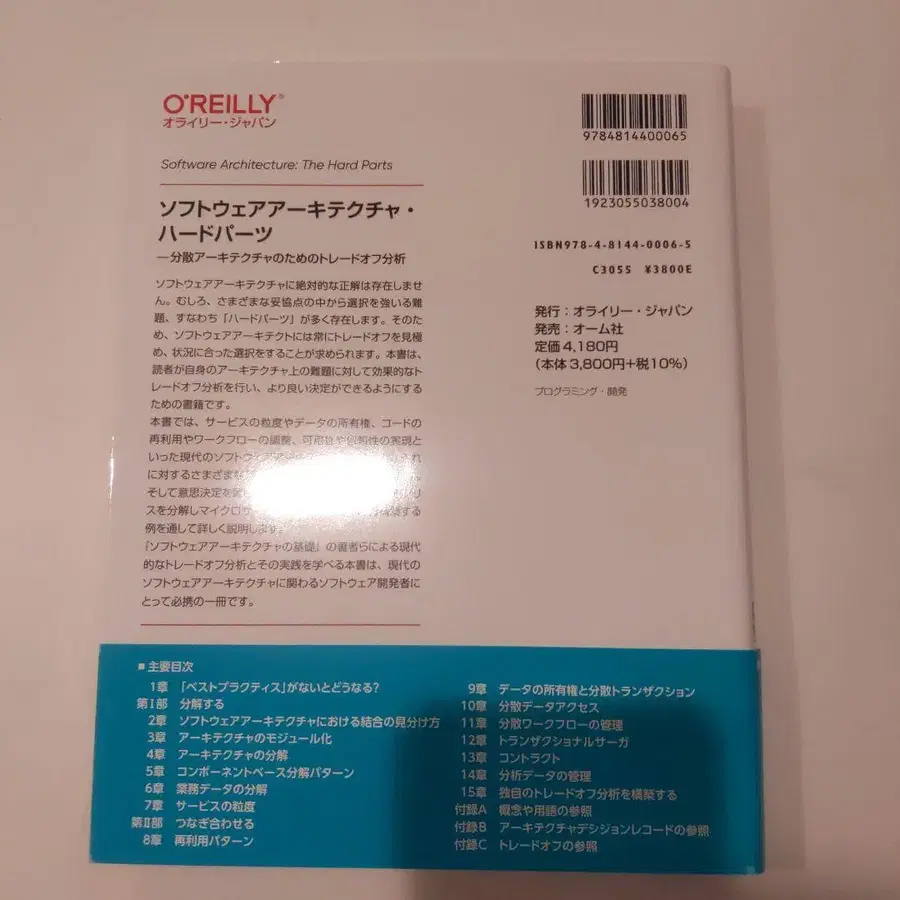 O'REILLY®
オライリー・ジャパン
Software Architecture: The Hard Parts
ソフトウェアアーキテクチャ・
ハードパーツ
―分散アーキテクチャのためのトレードオフ分析
ソフトウェアアーキテクチャに絶対的な正解は存在しませ
ん。むしろ、さまざまな妥協点の中から選択を強いる難
題、すなわち「ハードパーツ」が多く存在します。そのた
め、ソフトウェアアーキテクトには常にトレードオフを見極
め、状況に合った選択をすることが求められます。本書は、
読者が自身のアーキテクチャ上の難題に対して効果的なト
レードオフ分析を行い、より良い決定ができるようにする
ための書籍です。
本書では、サービスの粒度やデータの所有権、コードの
再利用やワークフローの調整、可用性や
の実現と
いった現代のソフトウェアアー
れ
に対するさまざまな
そして意思決定を
リ
スを分解しマイクロサ
する
例を通して詳しく説明します。
『ソフトウェアアーキテクチャの基礎』の著者らによる現代
的なトレードオフ分析とその実践を学べる本書は、現代の
ソフトウェアアーキテクチャに関わるソフトウェア開発者に
とって必携の一冊です。
9784814400065
1923055038004
ISBN978-4-8144-0006-5
C3055 ¥3800E
発行：オライリー・ジャパン
発売：オーム社
定価4,180円
（本体3,800円+税10%）
プログラミング・開発
■主要目次
1章 「ベストプラクティス」がないとどうなる？
第Ⅰ部 分解する
2章 ソフトウェアアーキテクチャにおける結合の見分け方
3章 アーキテクチャのモジュール化
4章 アーキテクチャの分解
5章 コンポーネントベース分解パターン
6章 業務データの分解
7章 サービスの粒度
第Ⅱ部 つなぎ合わせる
8章 再利用パターン
9章 データの所有権と分散トランザクション
10章 分散データアクセス
11章 分散ワークフローの管理
12章 トランザクショナルサーガ
13章 コントラクト
14章 分析データの管理
15章 独自のトレードオフ分析を構築する
付録A 概念や用語の参照
付録B アーキテクチャデシジョンレコードの参照
付録C トレードオフの参照